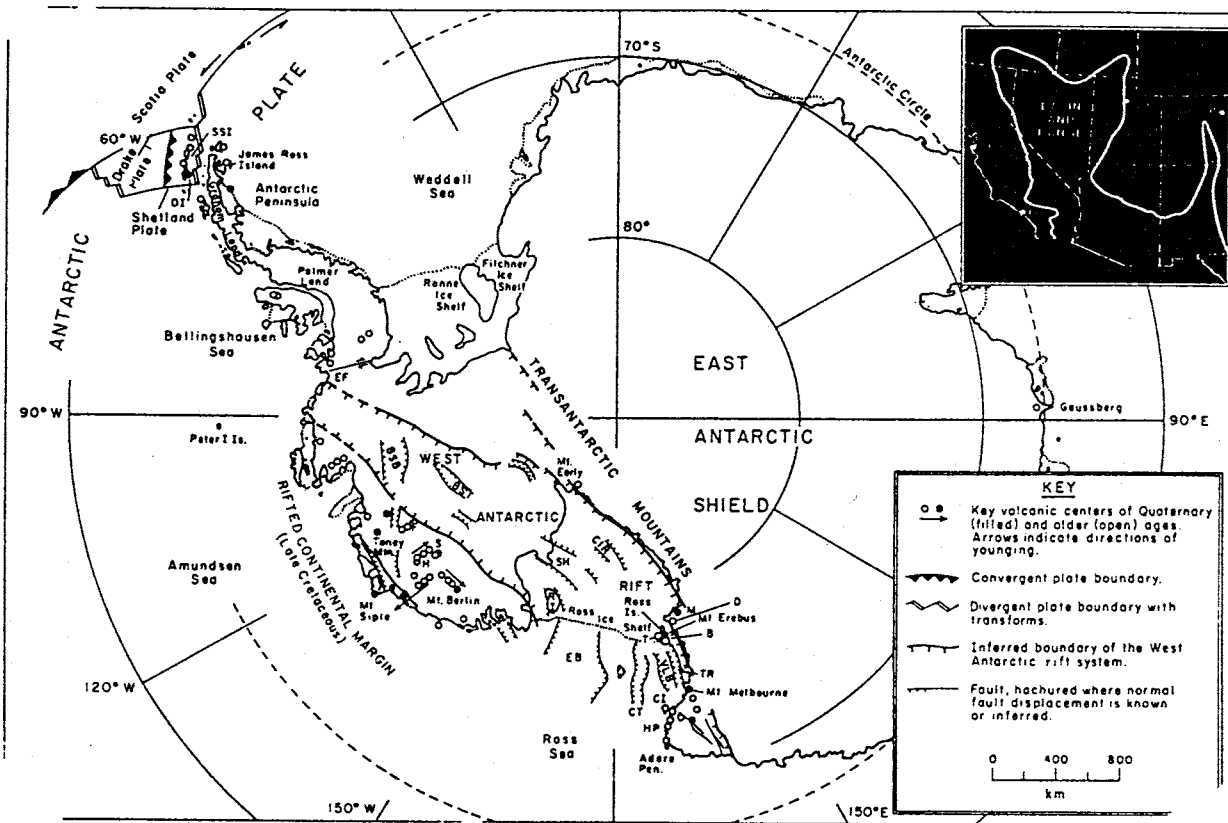 70° S
Antarctic Circle
BASIN
AND
RANGE
Scotia Plate
PLATE
60° W
SSI
Drake
Plate
James Ross
Island
DI
Antarctic
Peninsula
Shetland
Plate
Weddell
Sea
80°
Palmer
Land
Filchner
Ice
Shelf
Ronne
Ice
Shelf
ANTARCTIC
Bellingshausen
Sea
EF
TRANSANTARCTIC
MOUNTAINS
EAST
ANTARCTIC
SHIELD
90° W
Peter I Is.
Gaussberg
90° E
BSB
WEST
BST
Mt.
Early
ANTARCTIC
RIFT
RIFTED CONTINENTAL MARGIN
(Late Cretaceous)
Toney
Mtn.
S
H
SH
Amundsen
Sea
Mt. Berlin
Mt
Siple
Ross
Is.
M
D
Mt Erebus
B
T
Ross Ice
Shelf
EB
VLB
TR
Mt Melbourne
CT
CI
HP
120° W
Ross
Sea
Adare
Pen.
150° W
150° E
KEY
Key volcanic centers of Quaternary
(filled) and older (open) ages.
Arrows indicate directions of
younging.
Convergent plate boundary.
Divergent plate boundary with
transforms.
Inferred boundary of the West
Antarctic rift system.
Fault, hachured where normal
fault displacement is known
or inferred.
0 400 800
km